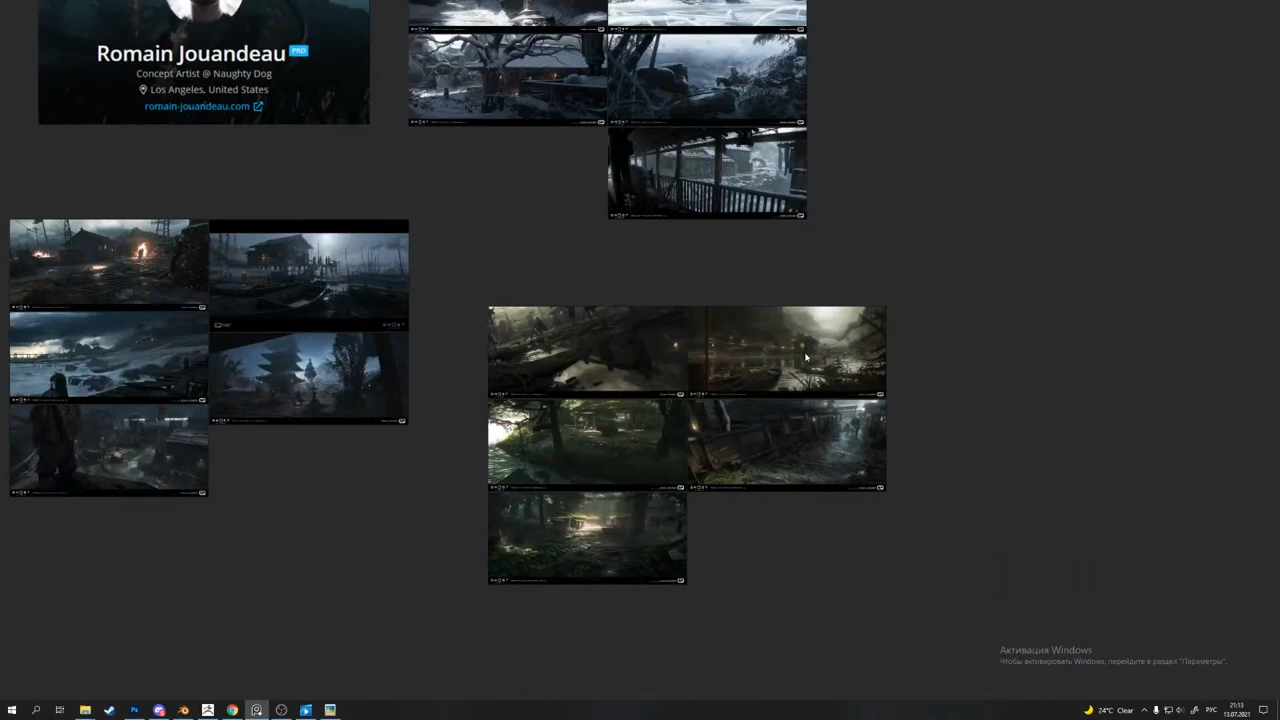 Romain Jouandeau PRO
Concept Artist @ Naughty Dog
Los Angeles, United States
romain-jouandeau.com
Активация Windows
Чтобы активировать Windows, перейдите в раздел "Параметры".
24°C Clear
РУС
21:13
13.07.2021